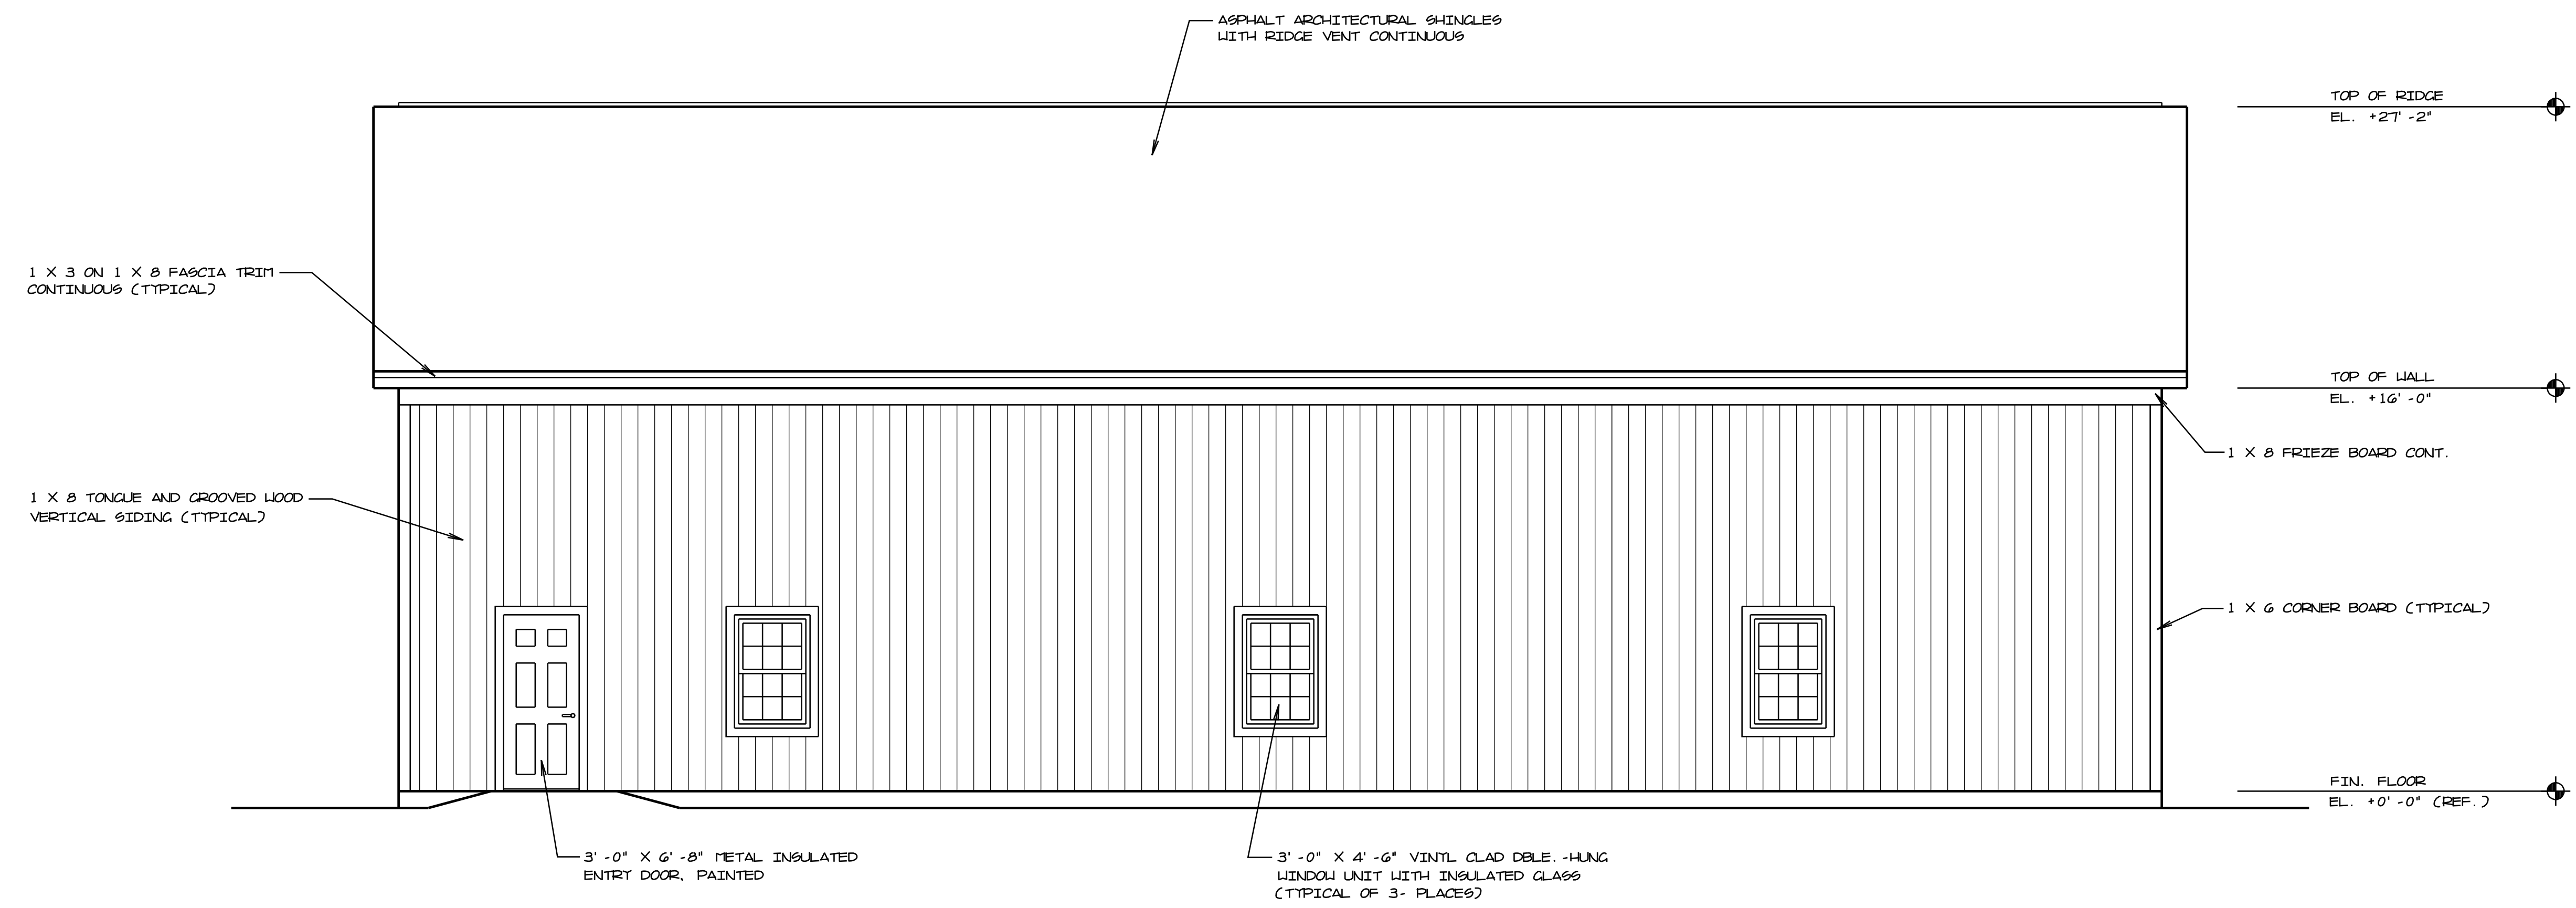 ASPHALT ARCHITECTURAL SHINGLES
WITH RIDGE VENT CONTINUOUS
TOP OF RIDGE
EL. +27'-2"
1 X 3 ON 1 X 8 FASCIA TRIM
CONTINUOUS (TYPICAL)
TOP OF WALL
EL. +16'-0"
1 X 8 FRIEZE BOARD CONT.
1 X 8 TONGUE AND GROOVED WOOD
VERTICAL SIDING (TYPICAL)
1 X 6 CORNER BOARD (TYPICAL)
FIN. FLOOR
EL. +0'-0" (REF.)
3'-0" X 6'-8" METAL INSULATED
ENTRY DOOR, PAINTED
3'-0" X 4'-6" VINYL CLAD DBLE.-HUNG
WINDOW UNIT WITH INSULATED GLASS
(TYPICAL OF 3- PLACES)